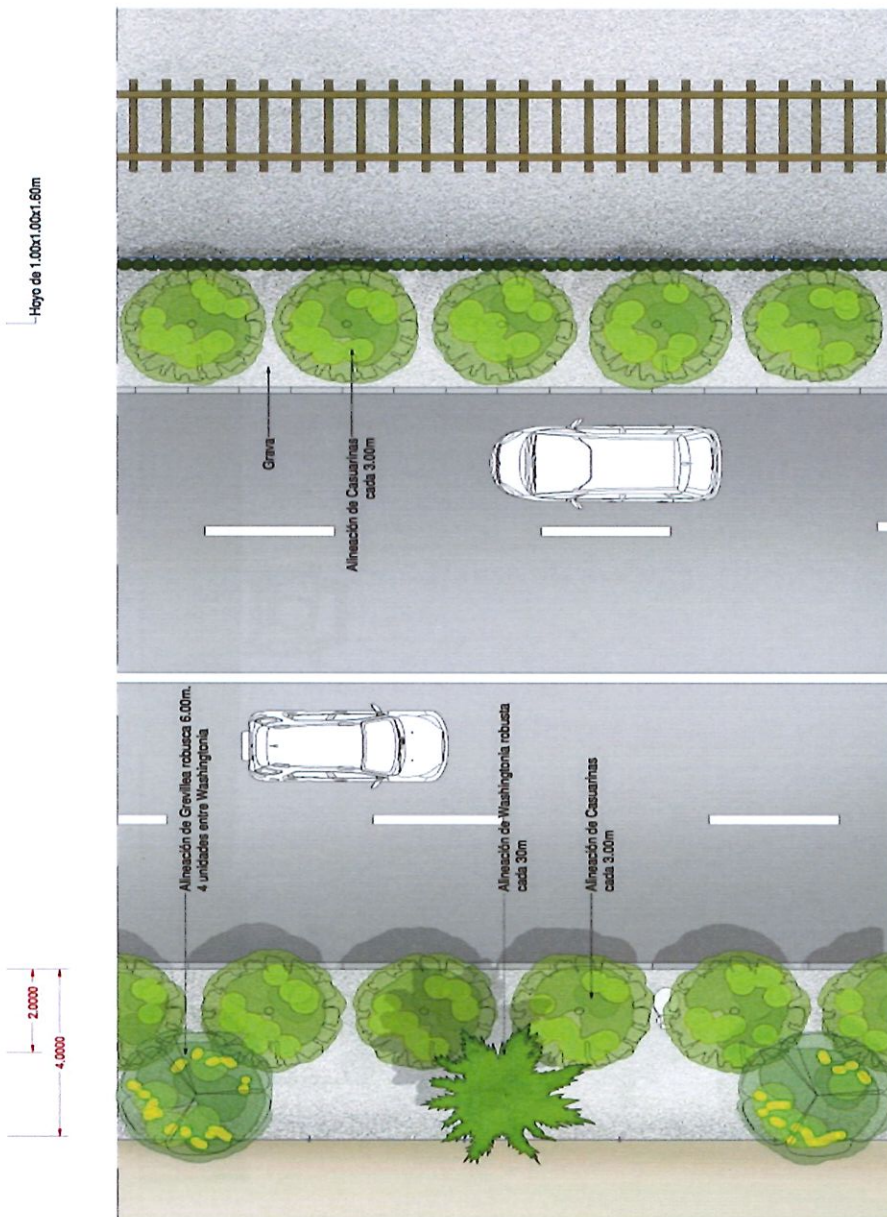 Hoyo de 1.00x1.00x1.60m
Grava
Alineación de Casuarinas
cada 3.00m
Alineación de Grevillea robusca 6.00m.
4 unidades entre Washingtonia
Alineación de Washingtonia robusta
cada 30m
Alineación de Casuarinas
cada 3.00m
2.0000
4.0000